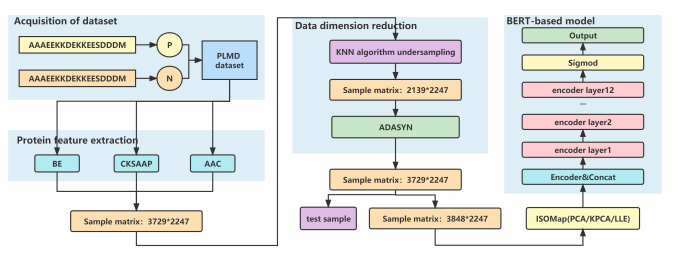 Acquisition of dataset
AAAEEKKDEKKEESDDDM
P
AAAEEKKDEKKEESDDDM
N
PLMD
dataset
Protein feature extraction
BE
CKSAAP
AAC
Sample matrix: 3729*2247
Data dimension reduction
KNN algorithm undersampling
Sample matrix: 2139*2247
ADASYN
Sample matrix: 3729*2247
test sample
Sample matrix: 3848*2247
BERT-based model
Output
Sigmod
encoder layer12
...
encoder layer2
encoder layer1
Encoder&Concat
ISOMap(PCA/KPCA/LLE)